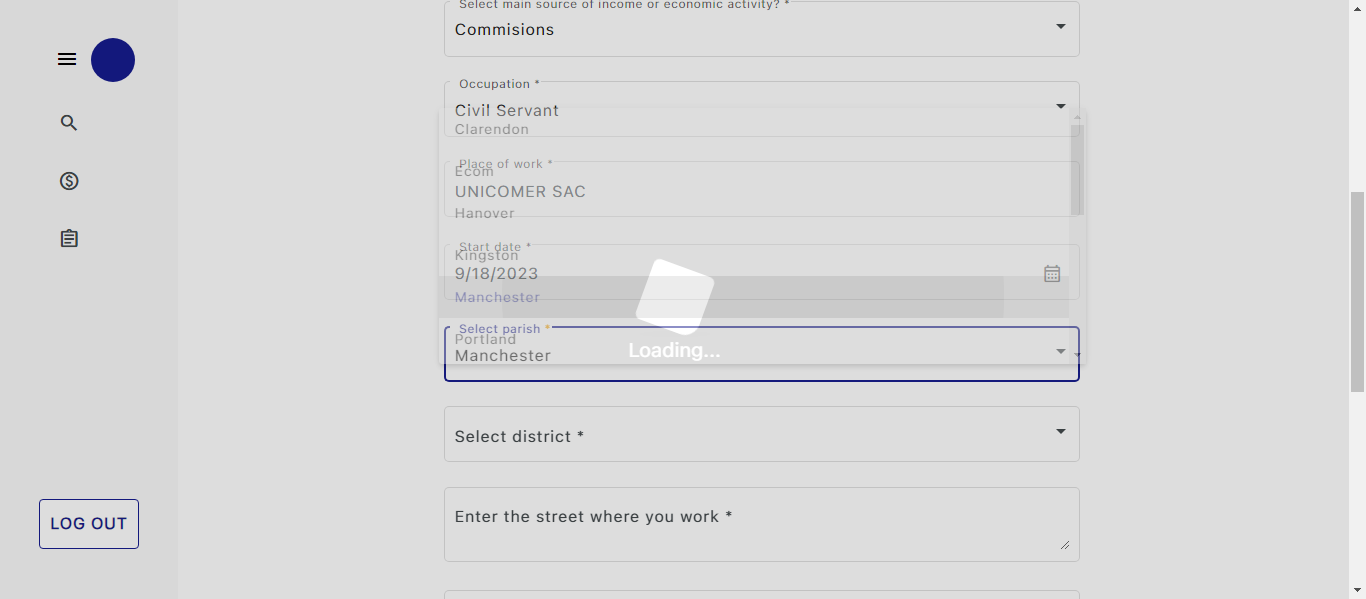 Select main source of income or economic activity? *
Commisions
Occupation *
Civil Servant
Clarendon
Place of work *
Ecom
UNICOMER SAC
Hanover
Start date *
Kingston
9/18/2023
Manchester
Select parish *
Portland
Loading...
Manchester
Select district *
Enter the street where you work *
LOG OUT